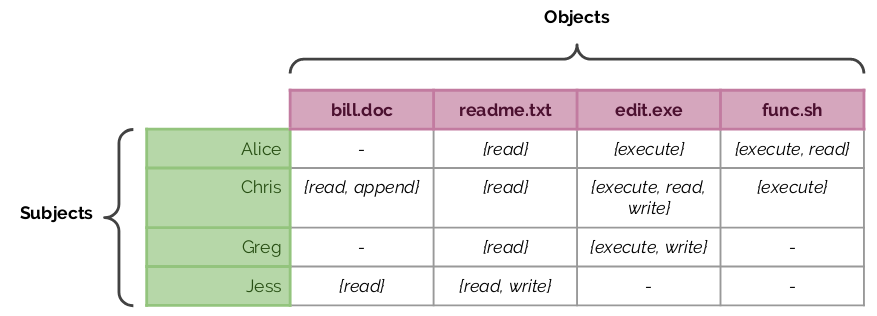 Objects
bill.doc readme.txt edit.exe func.sh
Alice - {read} {execute} {execute, read}
Chris {read, append} {read} {execute, read, write} {execute}
Subjects
Greg - {read} {execute, write} -
Jess {read} {read, write} - -